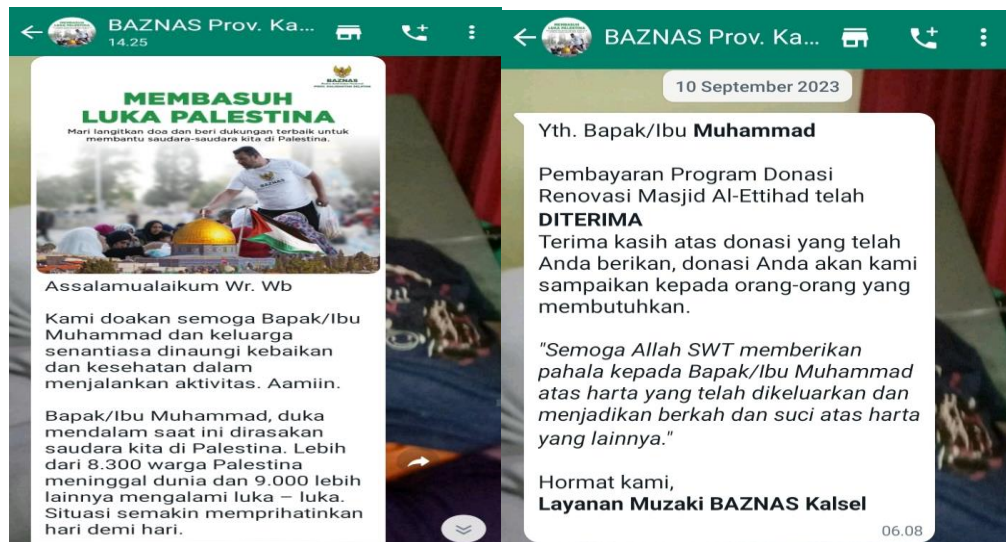 BAZNAS Prov. Ka...
14.25
BAZNAS
MEMBASUH
LUKA PALESTINA
Mari langitkan doa dan beri dukungan terbaik untuk
membantu saudara-saudara kita di Palestina.
BAZNAS
Assalamualaikum Wr. Wb
Kami doakan semoga Bapak/Ibu
Muhammad dan keluarga
senantiasa dinaungi kebaikan
dan kesehatan dalam
menjalankan aktivitas. Aamiin.
Bapak/Ibu Muhammad, duka
mendalam saat ini dirasakan
saudara kita di Palestina. Lebih
dari 8.300 warga Palestina
meninggal dunia dan 9.000 lebih
lainnya mengalami luka – luka.
Situasi semakin memprihatinkan
hari demi hari.
BAZNAS Prov. Ka...
10 September 2023
Yth. Bapak/Ibu Muhammad
Pembayaran Program Donasi
Renovasi Masjid Al-Ettihad telah
DITERIMA
Terima kasih atas donasi yang telah
Anda berikan, donasi Anda akan kami
sampaikan kepada orang-orang yang
membutuhkan.
"Semoga Allah SWT memberikan
pahala kepada Bapak/Ibu Muhammad
atas harta yang telah dikeluarkan dan
menjadikan berkah dan suci atas harta
yang lainnya."
Hormat kami,
Layanan Muzaki BAZNAS Kalsel
06.08